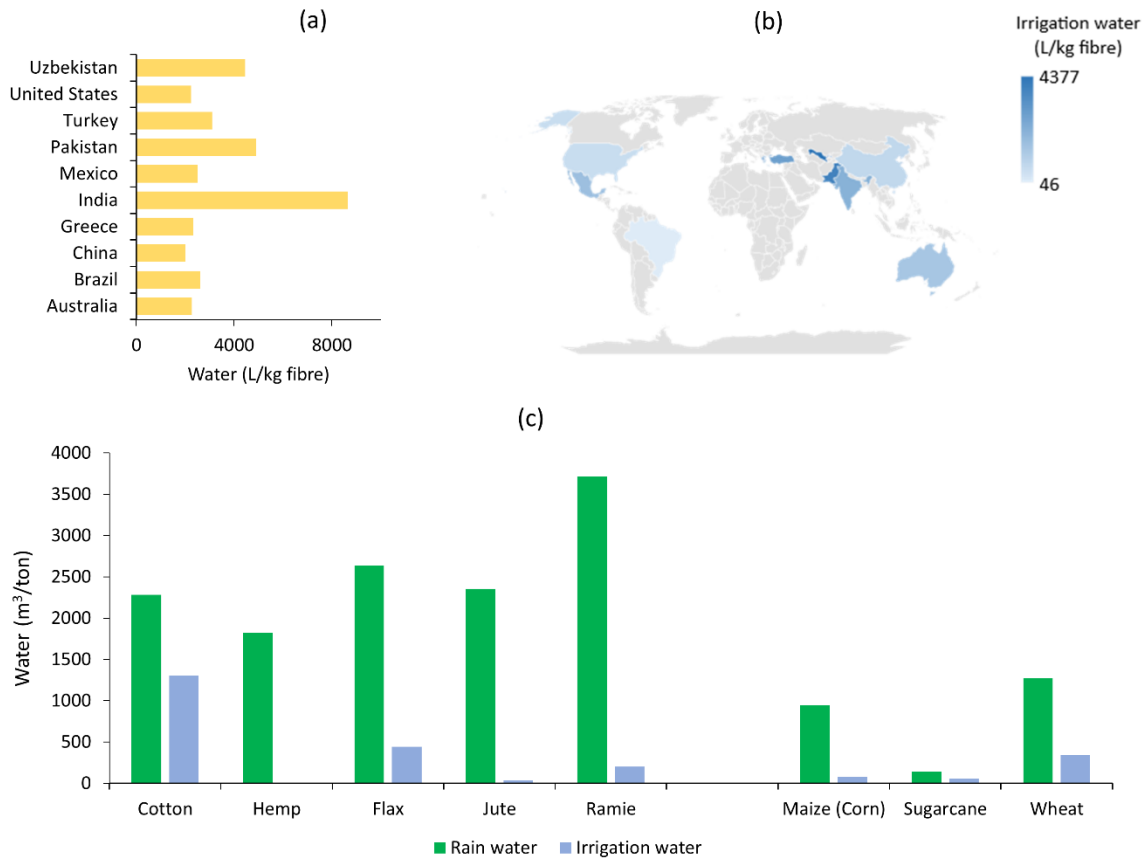 (a)
Uzbekistan
United States
Turkey
Pakistan
Mexico
India
Greece
China
Brazil
Australia
0 4000 8000
Water (L/kg fibre)
(b)
Irrigation water
(L/kg fibre)
4377
46
(c)
Water (m³/ton)
4000
3500
3000
2500
2000
1500
1000
500
0
Cotton Hemp Flax Jute Ramie Maize (Corn) Sugarcane Wheat
Rain water Irrigation water